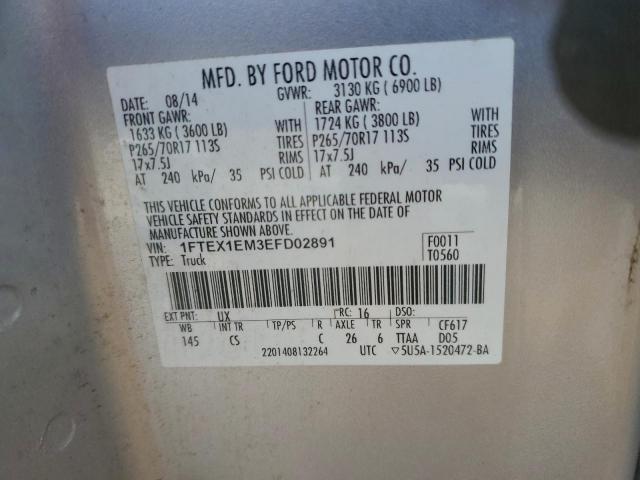 MFD. BY FORD MOTOR CO.
DATE: 08/14 GVWR: 3130 KG ( 6900 LB)
FRONT GAWR: REAR GAWR:
1633 KG ( 3600 LB) WITH 1724 KG ( 3800 LB) WITH
P265/70R17 113S TIRES P265/70R17 113S TIRES
17x7.5J RIMS 17x7.5J RIMS
AT 240 kPa/ 35 PSI COLD AT 240 kPa/ 35 PSI COLD
THIS VEHICLE CONFORMS TO ALL APPLICABLE FEDERAL MOTOR
VEHICLE SAFETY STANDARDS IN EFFECT ON THE DATE OF
MANUFACTURE SHOWN ABOVE.
VIN: 1FTEX1EM3EFD02891 F0011
TYPE: Truck T0560
EXT PNT: UX RC: 16 DSO:
WB INT TR TP/PS R AXLE TR SPR CF617
145 CS C 26 6 TTAA D05
2201408132264 UTC ▽5U5A-1520472-BA